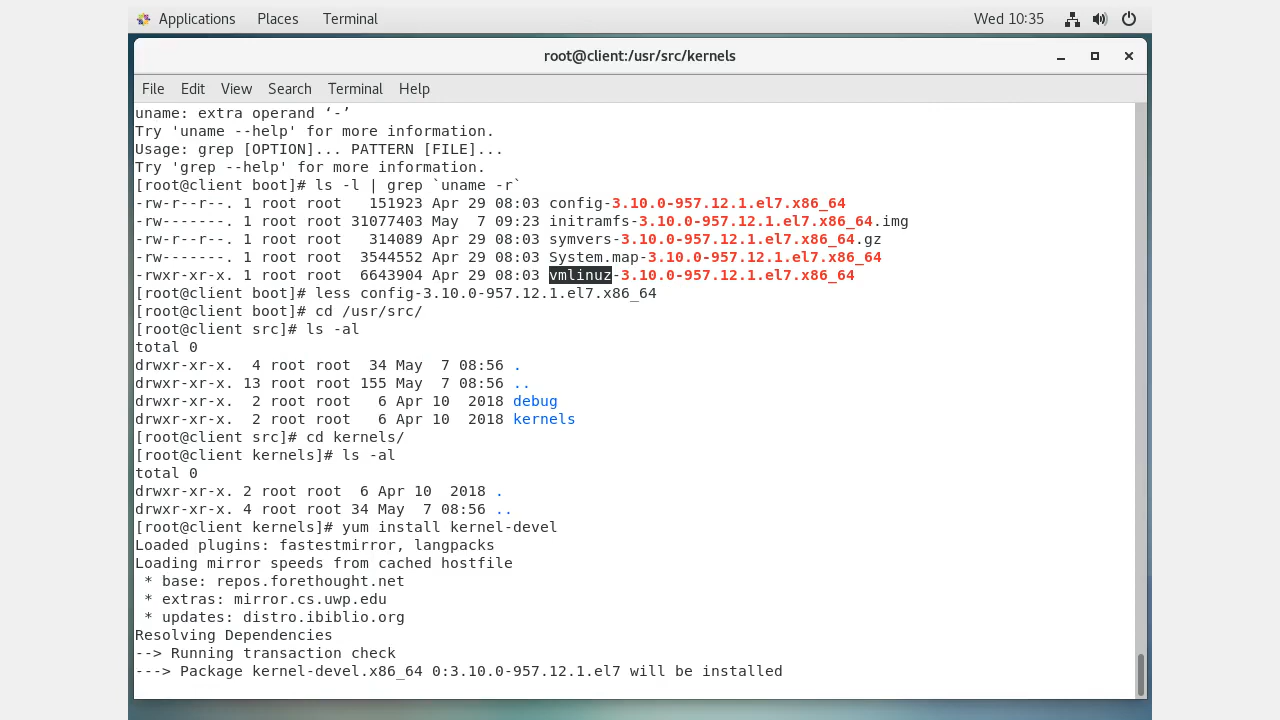 Applications Places Terminal Wed 10:35
root@client:/usr/src/kernels
File Edit View Search Terminal Help
uname: extra operand ‘-’
Try 'uname --help' for more information.
Usage: grep [OPTION]... PATTERN [FILE]...
Try 'grep --help' for more information.
[root@client boot]# ls -l | grep `uname -r`
-rw-r--r--. 1 root root   151923 Apr 29 08:03 config-3.10.0-957.12.1.el7.x86_64
-rw-------. 1 root root 31077403 May  7 09:23 initramfs-3.10.0-957.12.1.el7.x86_64.img
-rw-r--r--. 1 root root   314089 Apr 29 08:03 symvers-3.10.0-957.12.1.el7.x86_64.gz
-rw-------. 1 root root  3544552 Apr 29 08:03 System.map-3.10.0-957.12.1.el7.x86_64
-rwxr-xr-x. 1 root root  6643904 Apr 29 08:03 vmlinuz-3.10.0-957.12.1.el7.x86_64
[root@client boot]# less config-3.10.0-957.12.1.el7.x86_64
[root@client boot]# cd /usr/src/
[root@client src]# ls -al
total 0
drwxr-xr-x.  4 root root  34 May  7 08:56 .
drwxr-xr-x. 13 root root 155 May  7 08:56 ..
drwxr-xr-x.  2 root root   6 Apr 10  2018 debug
drwxr-xr-x.  2 root root   6 Apr 10  2018 kernels
[root@client src]# cd kernels/
[root@client kernels]# ls -al
total 0
drwxr-xr-x. 2 root root  6 Apr 10  2018 .
drwxr-xr-x. 4 root root 34 May  7 08:56 ..
[root@client kernels]# yum install kernel-devel
Loaded plugins: fastestmirror, langpacks
Loading mirror speeds from cached hostfile
 * base: repos.forethought.net
 * extras: mirror.cs.uwp.edu
 * updates: distro.ibiblio.org
Resolving Dependencies
--> Running transaction check
---> Package kernel-devel.x86_64 0:3.10.0-957.12.1.el7 will be installed